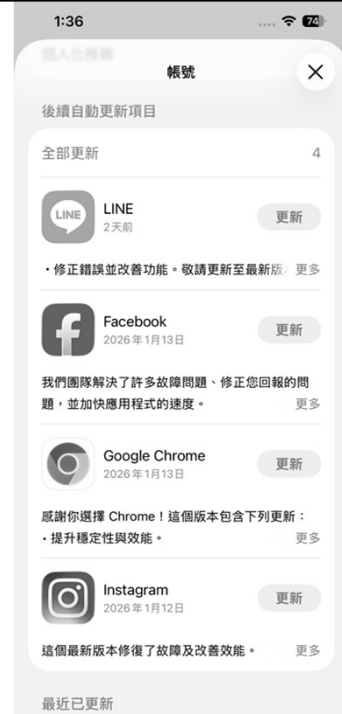 1:36
74
個人化推薦
帳號
後續自動更新項目
全部更新
4
LINE
LINE
2天前
更新
・修正錯誤並改善功能。敬請更新至最新版
更多
Facebook
2026年1月13日
更新
我們團隊解決了許多故障問題、修正您回報的問
題,並加快應用程式的速度。
更多
Google Chrome
2026年1月13日
更新
感謝你選擇 Chrome!這個版本包含下列更新:
・提升穩定性與效能。
更多
Instagram
2026年1月12日
更新
這個最新版本修復了故障及改善效能。
更多
最近已更新